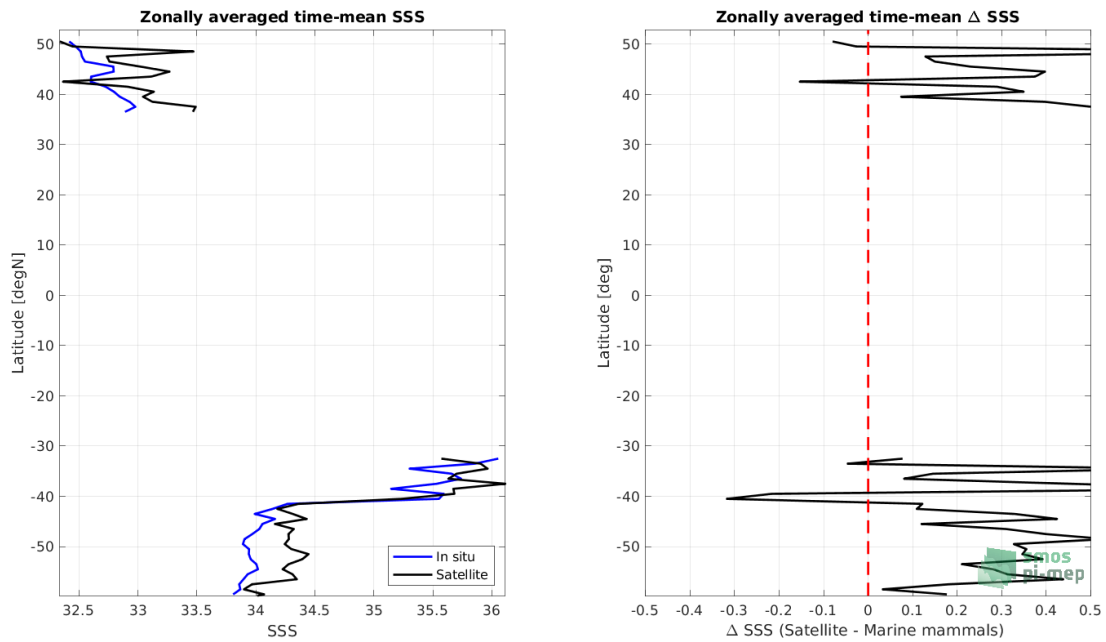 Zonally averaged time-mean SSS
50
40
30
20
10
0
-10
-20
-30
-40
-50
Latitude [degN]
32.5 33 33.5 34 34.5 35 35.5 36
SSS
In situ
Satellite
Zonally averaged time-mean Δ SSS
50
40
30
20
10
0
-10
-20
-30
-40
-50
Latitude [deg]
-0.5 -0.4 -0.3 -0.2 -0.1 0 0.1 0.2 0.3 0.4 0.5
Δ SSS (Satellite - Marine mammals)
smos
pi-mep